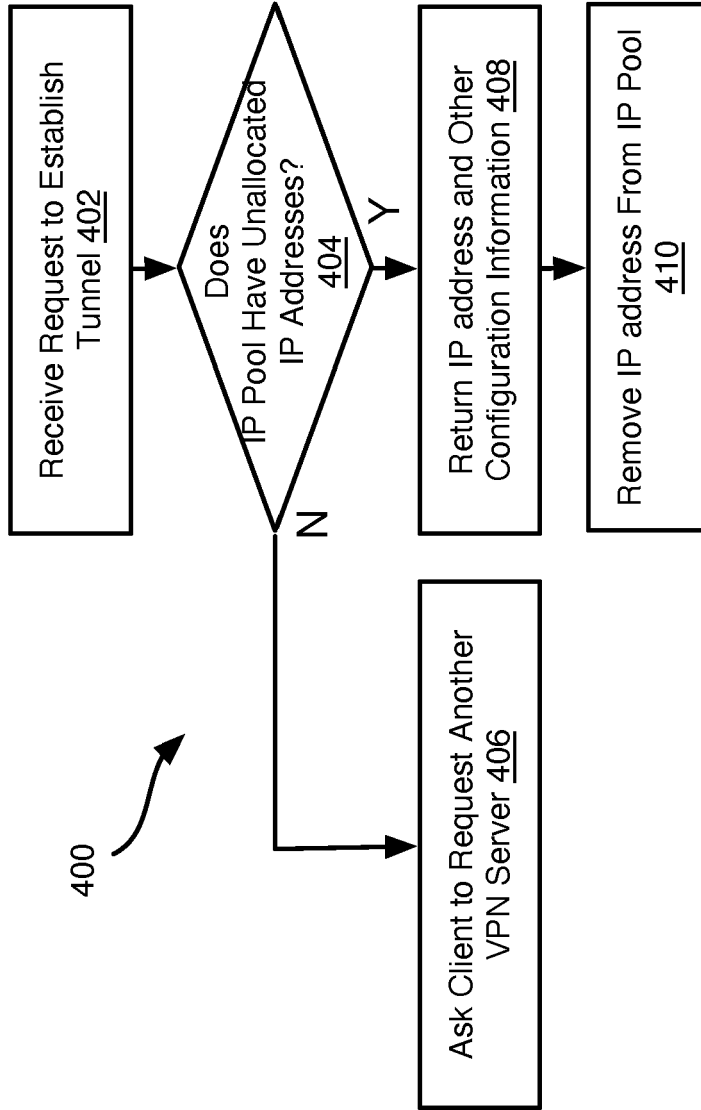 400
Receive Request to Establish
Tunnel 402
Does
IP Pool Have Unallocated
IP Addresses?
404
N
Y
Ask Client to Request Another
VPN Server 406
Return IP address and Other
Configuration Information 408
Remove IP address From IP Pool
410